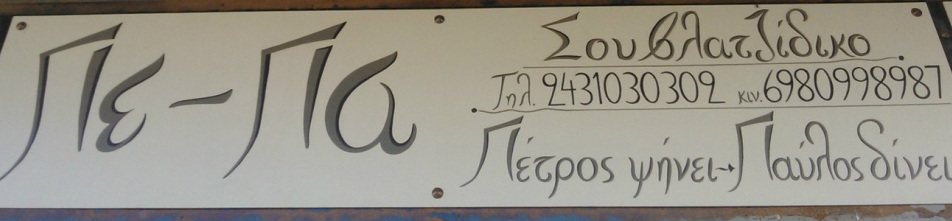 Πε-Πα
Σουβλατζίδικο
Τηλ. 2431030302 κιν. 6980998987
Πέτρος ψήνει→Παύλος δίνει